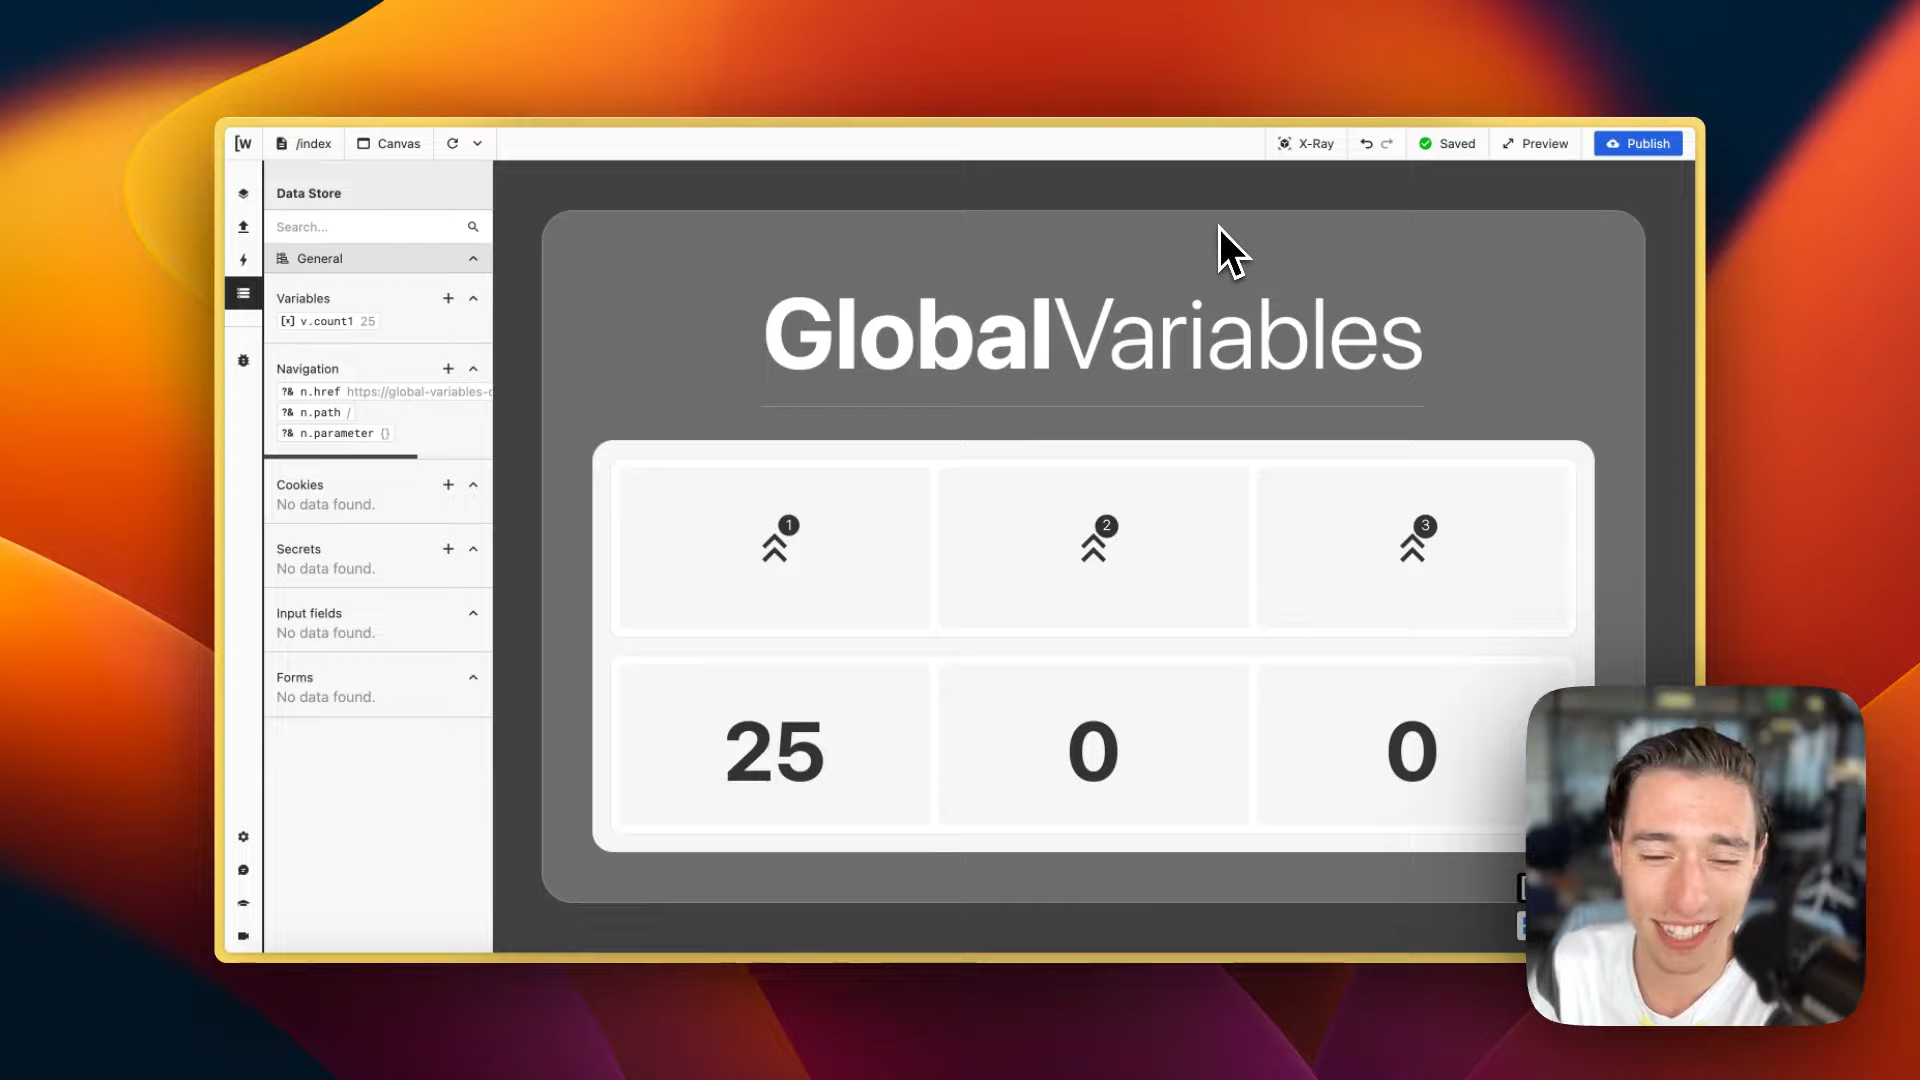 [W
/index
Canvas
X-Ray
Saved
Preview
Publish
Data Store
Search...
General
Variables
[x] v.count1 25
Navigation
?& n.href https://global-variables-
?& n.path /
?& n.parameter {}
Cookies
No data found.
Secrets
No data found.
Input fields
No data found.
Forms
No data found.
GlobalVariables
1
2
3
25
0
0